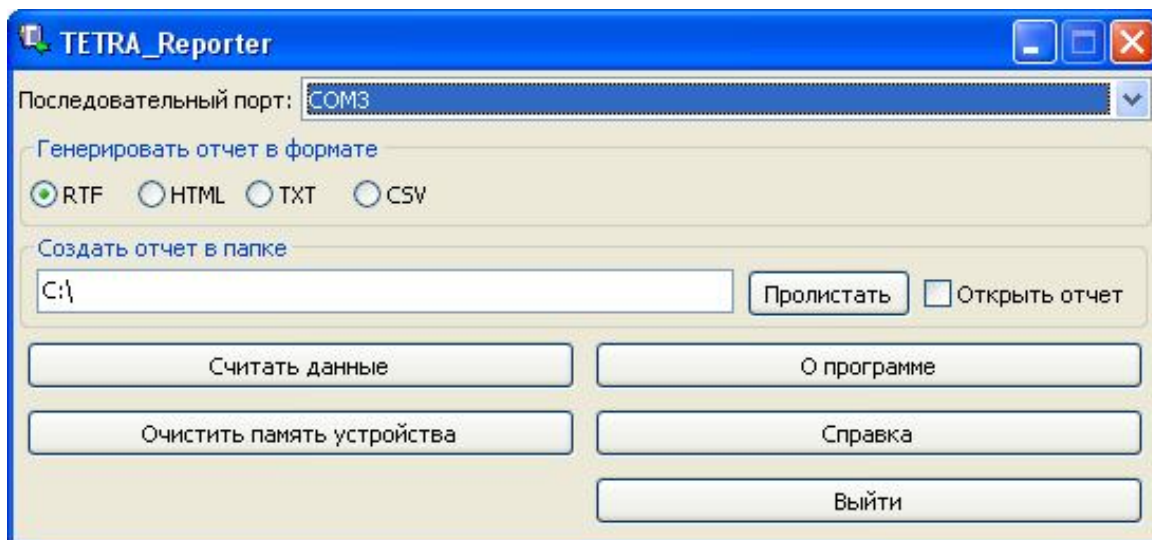 TETRA_Reporter
Последовательный порт: COM3
Генерировать отчет в формате
RTF HTML TXT CSV
Создать отчет в папке
C:\ Пролистать Открыть отчет
Считать данные О программе
Очистить память устройства Справка
Выйти